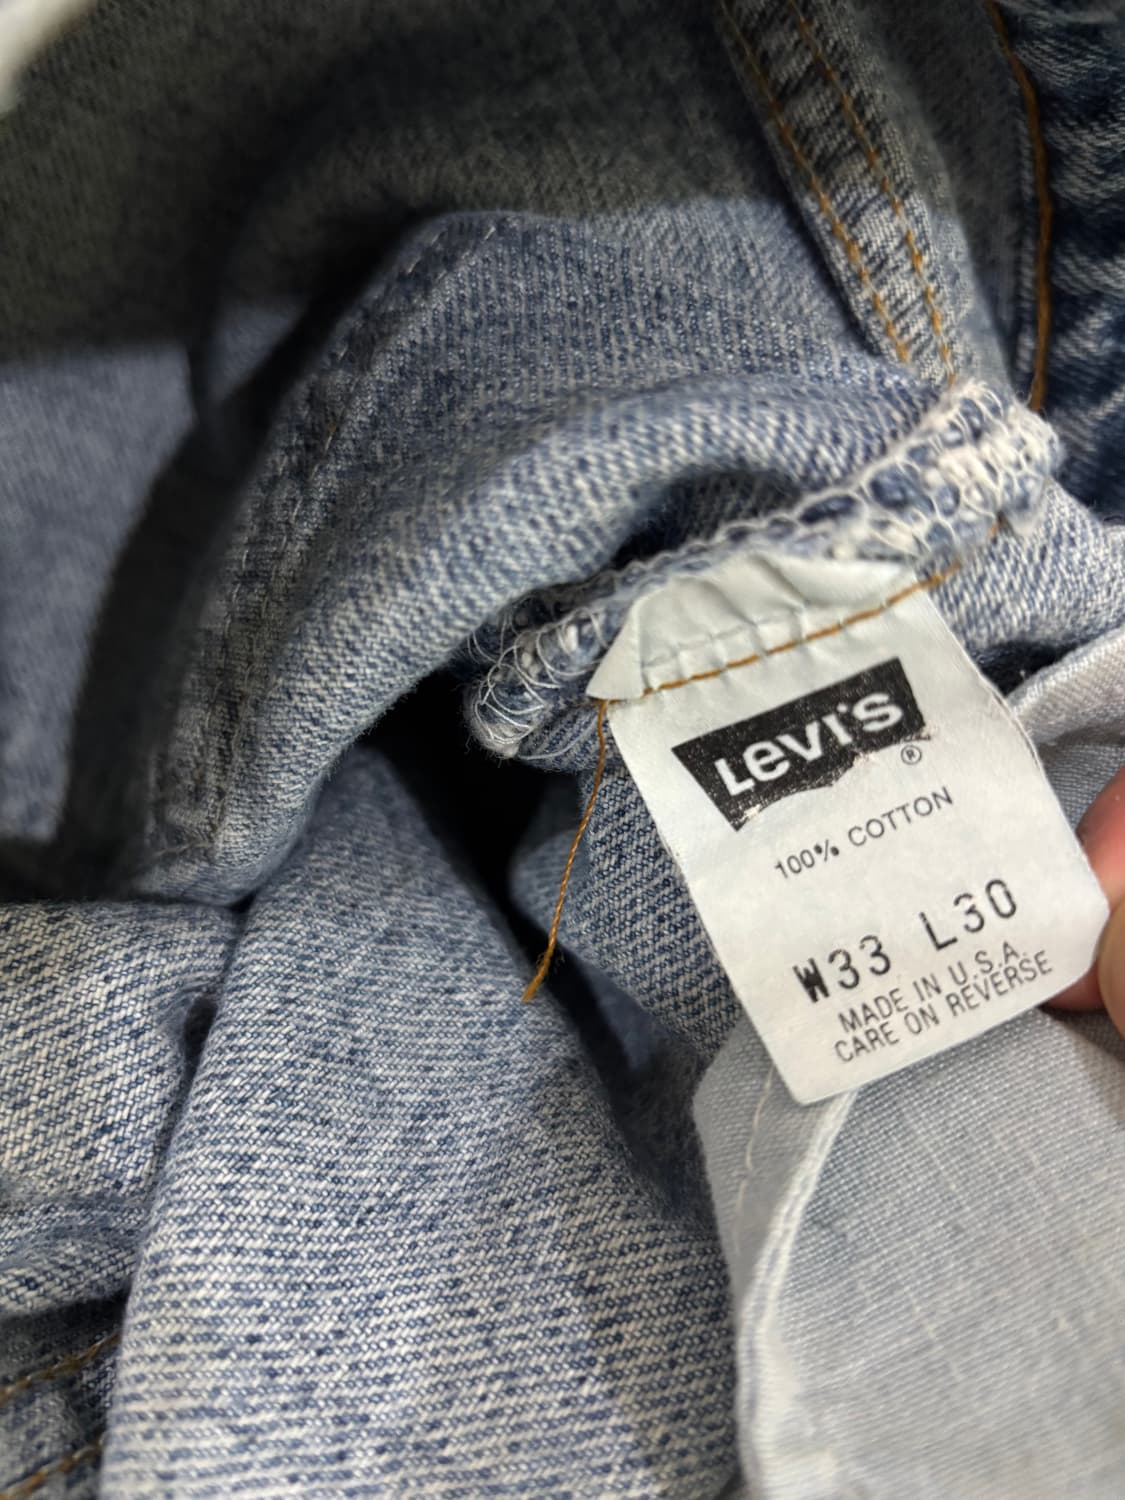 Levi's ®
100% COTTON
W33 L30
MADE IN U.S.A.
CARE ON REVERSE